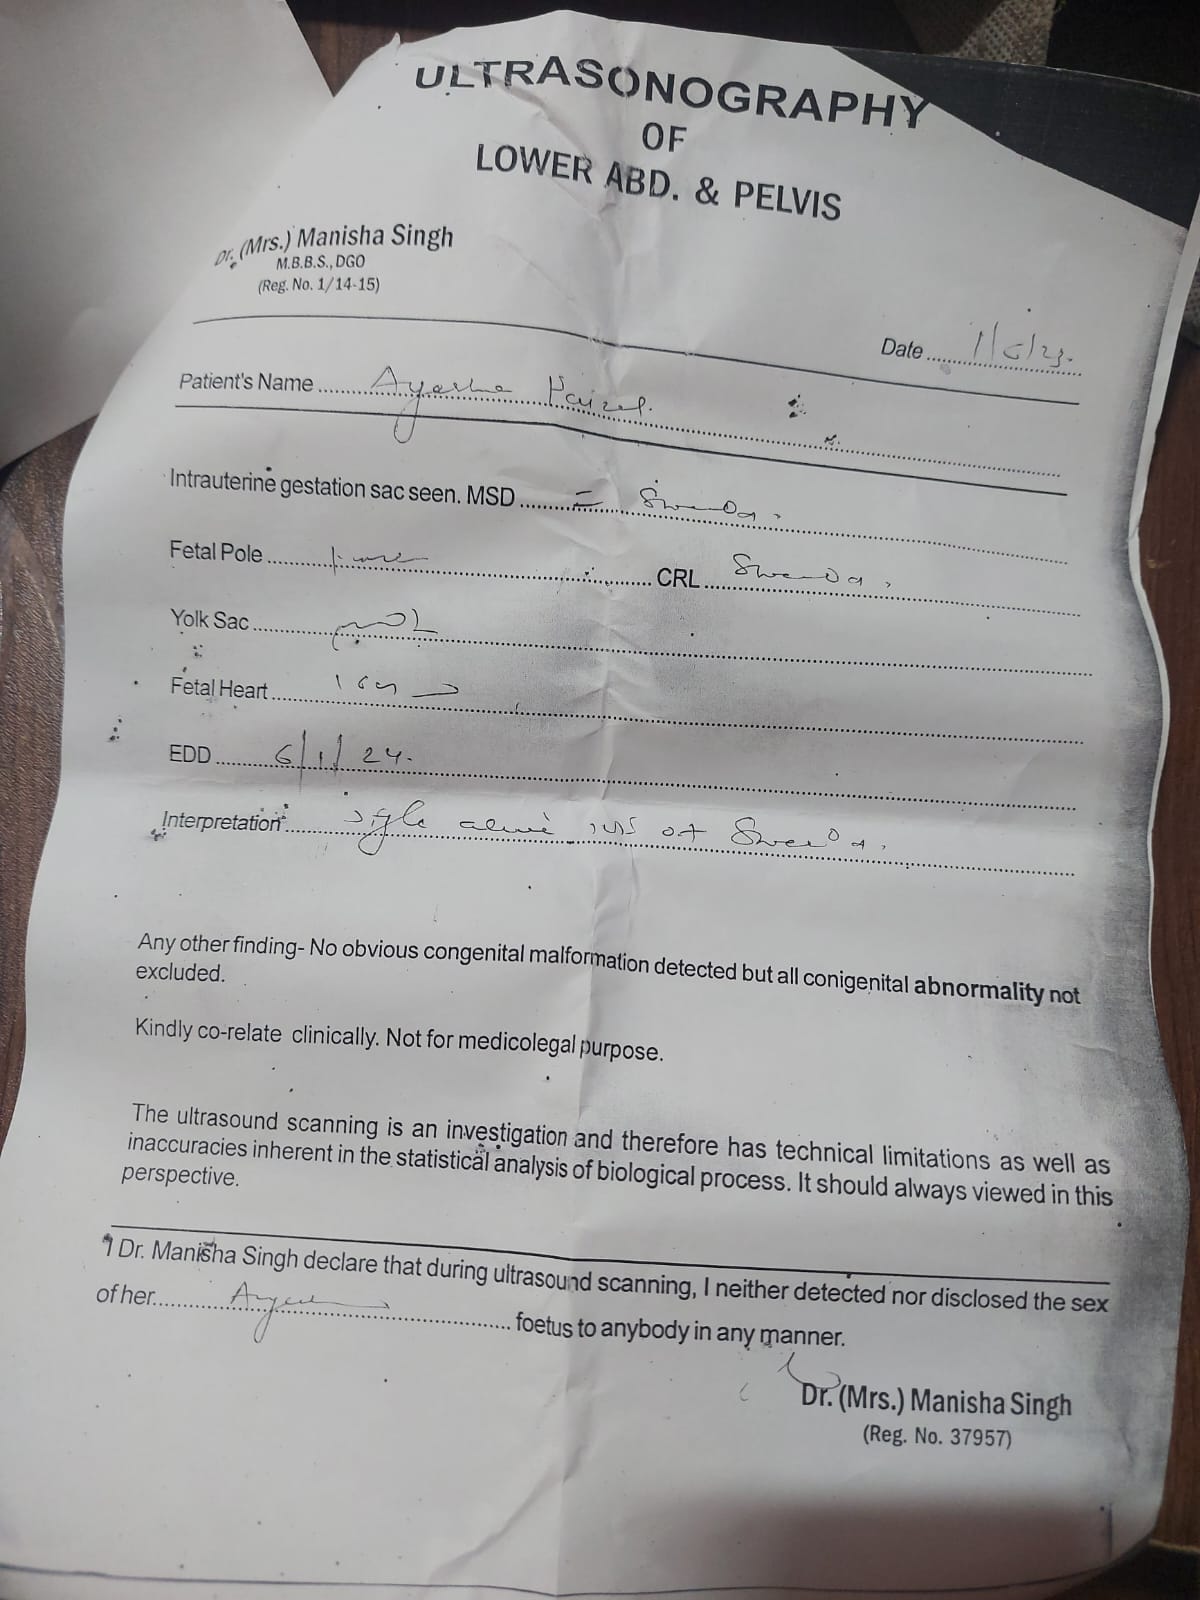 ULTRASONOGRAPHY
OF
LOWER ABD. & PELVIS
Dr. (Mrs.) Manisha Singh
M.B.B.S., DGO
(Reg. No. 1/14-15)
Date
Patient's Name Ayesha
Intrauterine gestation sac seen. MSD =
Fetal Pole CRL
Yolk Sac
Fetal Heart
EDD 6/1/24.
Interpretation single alive
Any other finding- No obvious congenital malformation detected but all conigenital abnormality not
excluded.
Kindly co-relate clinically. Not for medicolegal purpose.
The ultrasound scanning is an investigation and therefore has technical limitations as well as
inaccuracies inherent in the statistical analysis of biological process. It should always viewed in this
perspective.
I Dr. Manisha Singh declare that during ultrasound scanning, I neither detected nor disclosed the sex
of her foetus to anybody in any manner.
Dr. (Mrs.) Manisha Singh
(Reg. No. 37957)